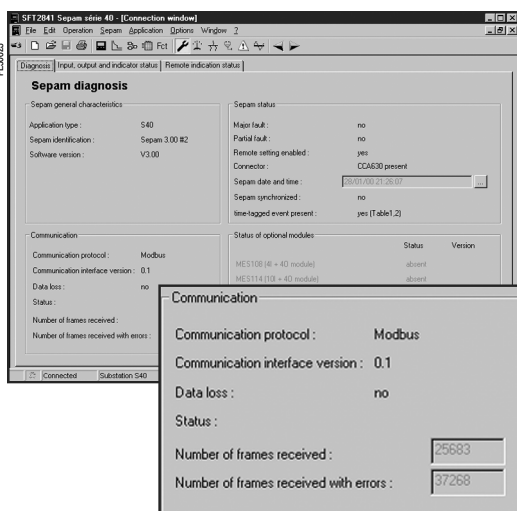 SFT2841 Sepam série 40 - [Connection window]
File Edit Operation Sepam Application Options Window ?
Fct
Diagnosis Input, output and indicator status Remote indication status
Sepam diagnosis
Sepam general characteristics
Application type : S40
Sepam identification : Sepam 3.00 #2
Software version : V3.00
Sepam status
Major fault : no
Partial fault : no
Remote setting enabled : yes
Connector : CCA630 present
Sepam date and time : 28/01/00 21:26:07 ...
Sepam synchronized : no
time-tagged event present : yes (Table1,2)
Communication
Communication protocol : Modbus
Communication interface version : 0.1
Data loss : no
Status :
Number of frames received :
Number of frames received with errors :
Status of optional modules
Status Version
MES108 (4I + 4O module) absent
MES114 (10I + 4O module) absent
Connected Substation S40
Communication
Communication protocol : Modbus
Communication interface version : 0.1
Data loss : no
Status :
Number of frames received : 25683
Number of frames received with errors : 37268